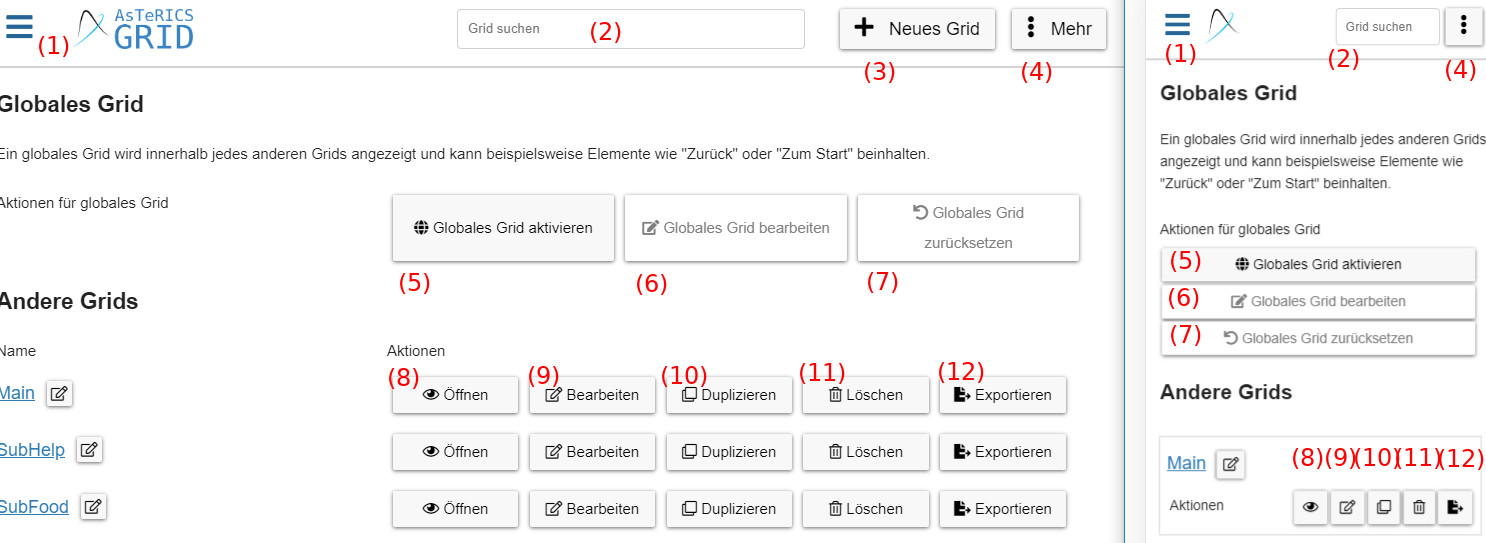 AsTeRICS
GRID
(1)
Grid suchen
(2)
Neues Grid
(3)
Mehr
(4)
Globales Grid
Ein globales Grid wird innerhalb jedes anderen Grids angezeigt und kann beispielsweise Elemente wie "Zurück" oder "Zum Start" beinhalten.
Aktionen für globales Grid
Globales Grid aktivieren
(5)
Globales Grid bearbeiten
(6)
Globales Grid
zurücksetzen
(7)
Andere Grids
Name Aktionen
(8) (9) (10) (11) (12)
Main Öffnen Bearbeiten Duplizieren Löschen Exportieren
SubHelp Öffnen Bearbeiten Duplizieren Löschen Exportieren
SubFood Öffnen Bearbeiten Duplizieren Löschen Exportieren
(1)
Grid suchen
(2)
(4)
Globales Grid
Ein globales Grid wird innerhalb jedes anderen Grids
angezeigt und kann beispielsweise Elemente wie
"Zurück" oder "Zum Start" beinhalten.
Aktionen für globales Grid
(5) Globales Grid aktivieren
(6) Globales Grid bearbeiten
(7) Globales Grid zurücksetzen
Andere Grids
Main (8) (9) (10) (11) (12)
Aktionen